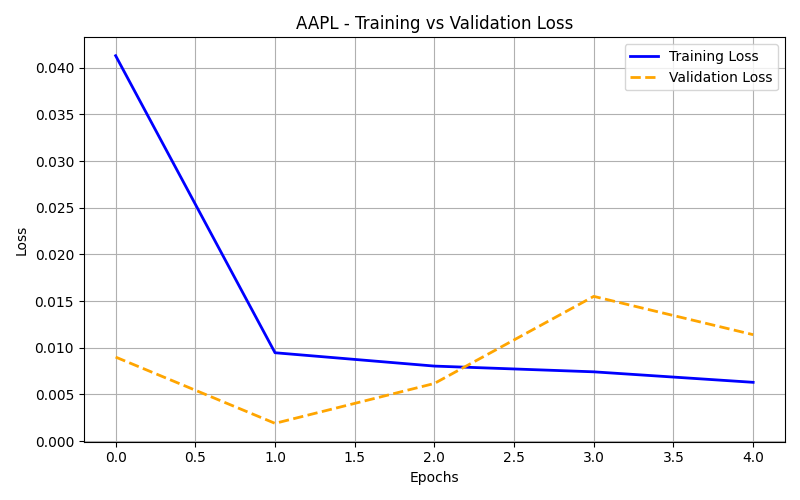 AAPL - Training vs Validation Loss
Training Loss
Validation Loss
0.040
0.035
0.030
0.025
0.020
0.015
0.010
0.005
0.000
Loss
0.0 0.5 1.0 1.5 2.0 2.5 3.0 3.5 4.0
Epochs